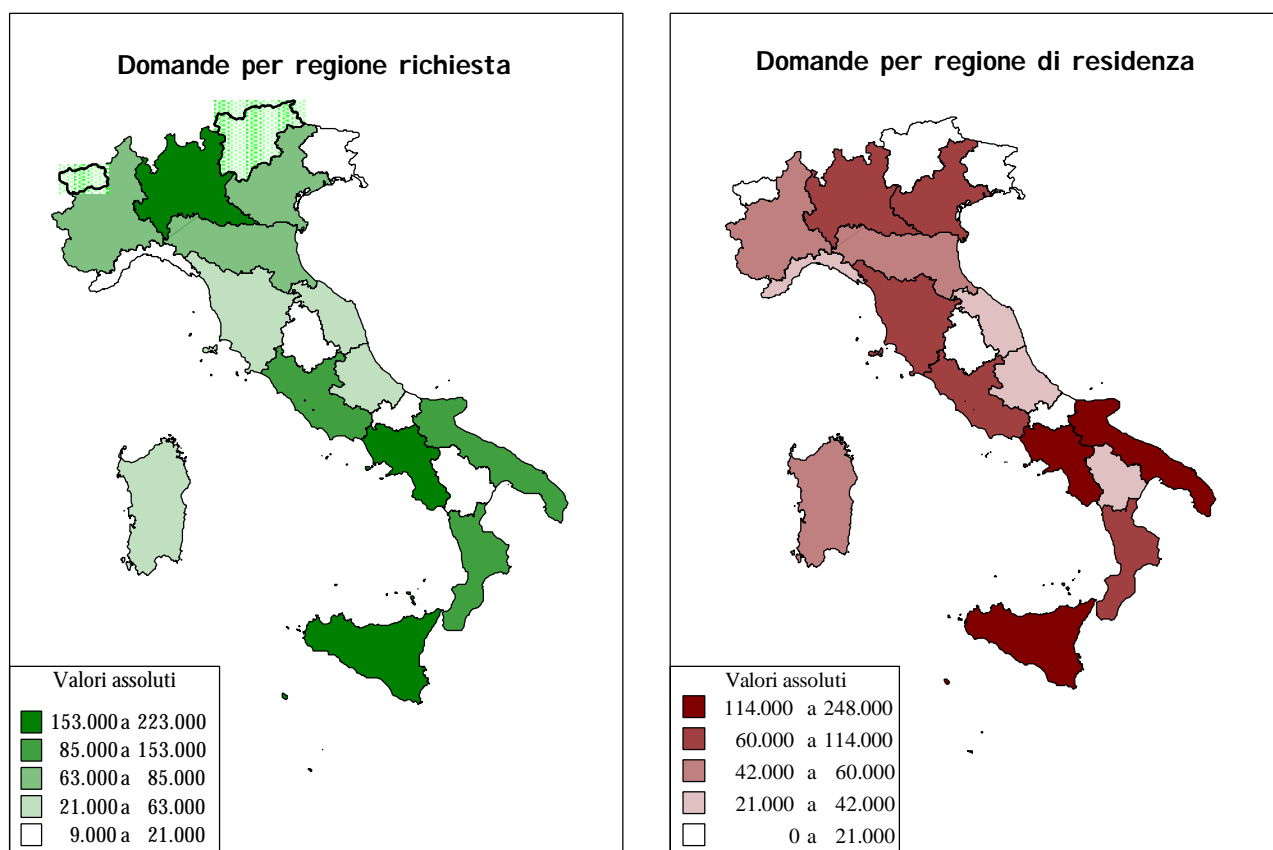 Domande per regione richiesta
Valori assoluti
153.000 a 223.000
85.000 a 153.000
63.000 a 85.000
21.000 a 63.000
9.000 a 21.000
Domande per regione di residenza
Valori assoluti
114.000 a 248.000
60.000 a 114.000
42.000 a 60.000
21.000 a 42.000
0 a 21.000